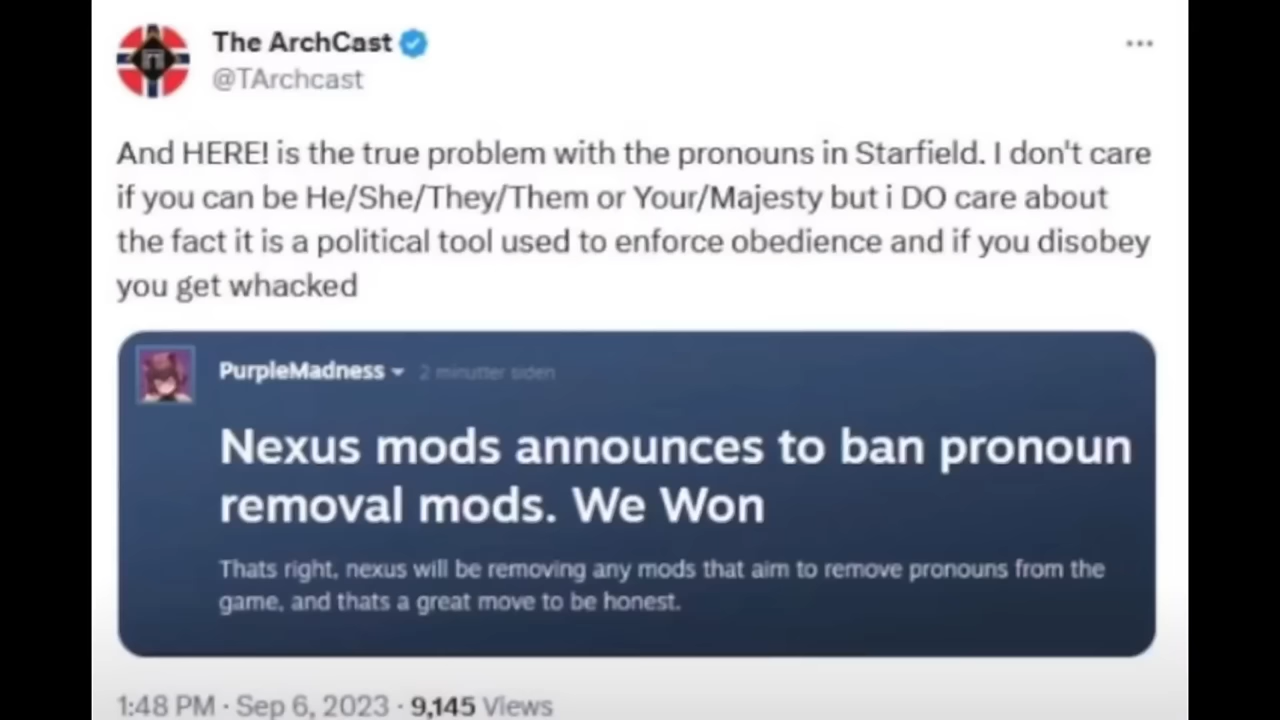 The ArchCast
@TArchcast
And HERE! is the true problem with the pronouns in Starfield. I don't care
if you can be He/She/They/Them or Your/Majesty but i DO care about
the fact it is a political tool used to enforce obedience and if you disobey
you get whacked
PurpleMadness 2 minutter siden
Nexus mods announces to ban pronoun
removal mods. We Won
Thats right, nexus will be removing any mods that aim to remove pronouns from the
game, and thats a great move to be honest.
1:48 PM · Sep 6, 2023 · 9,145 Views